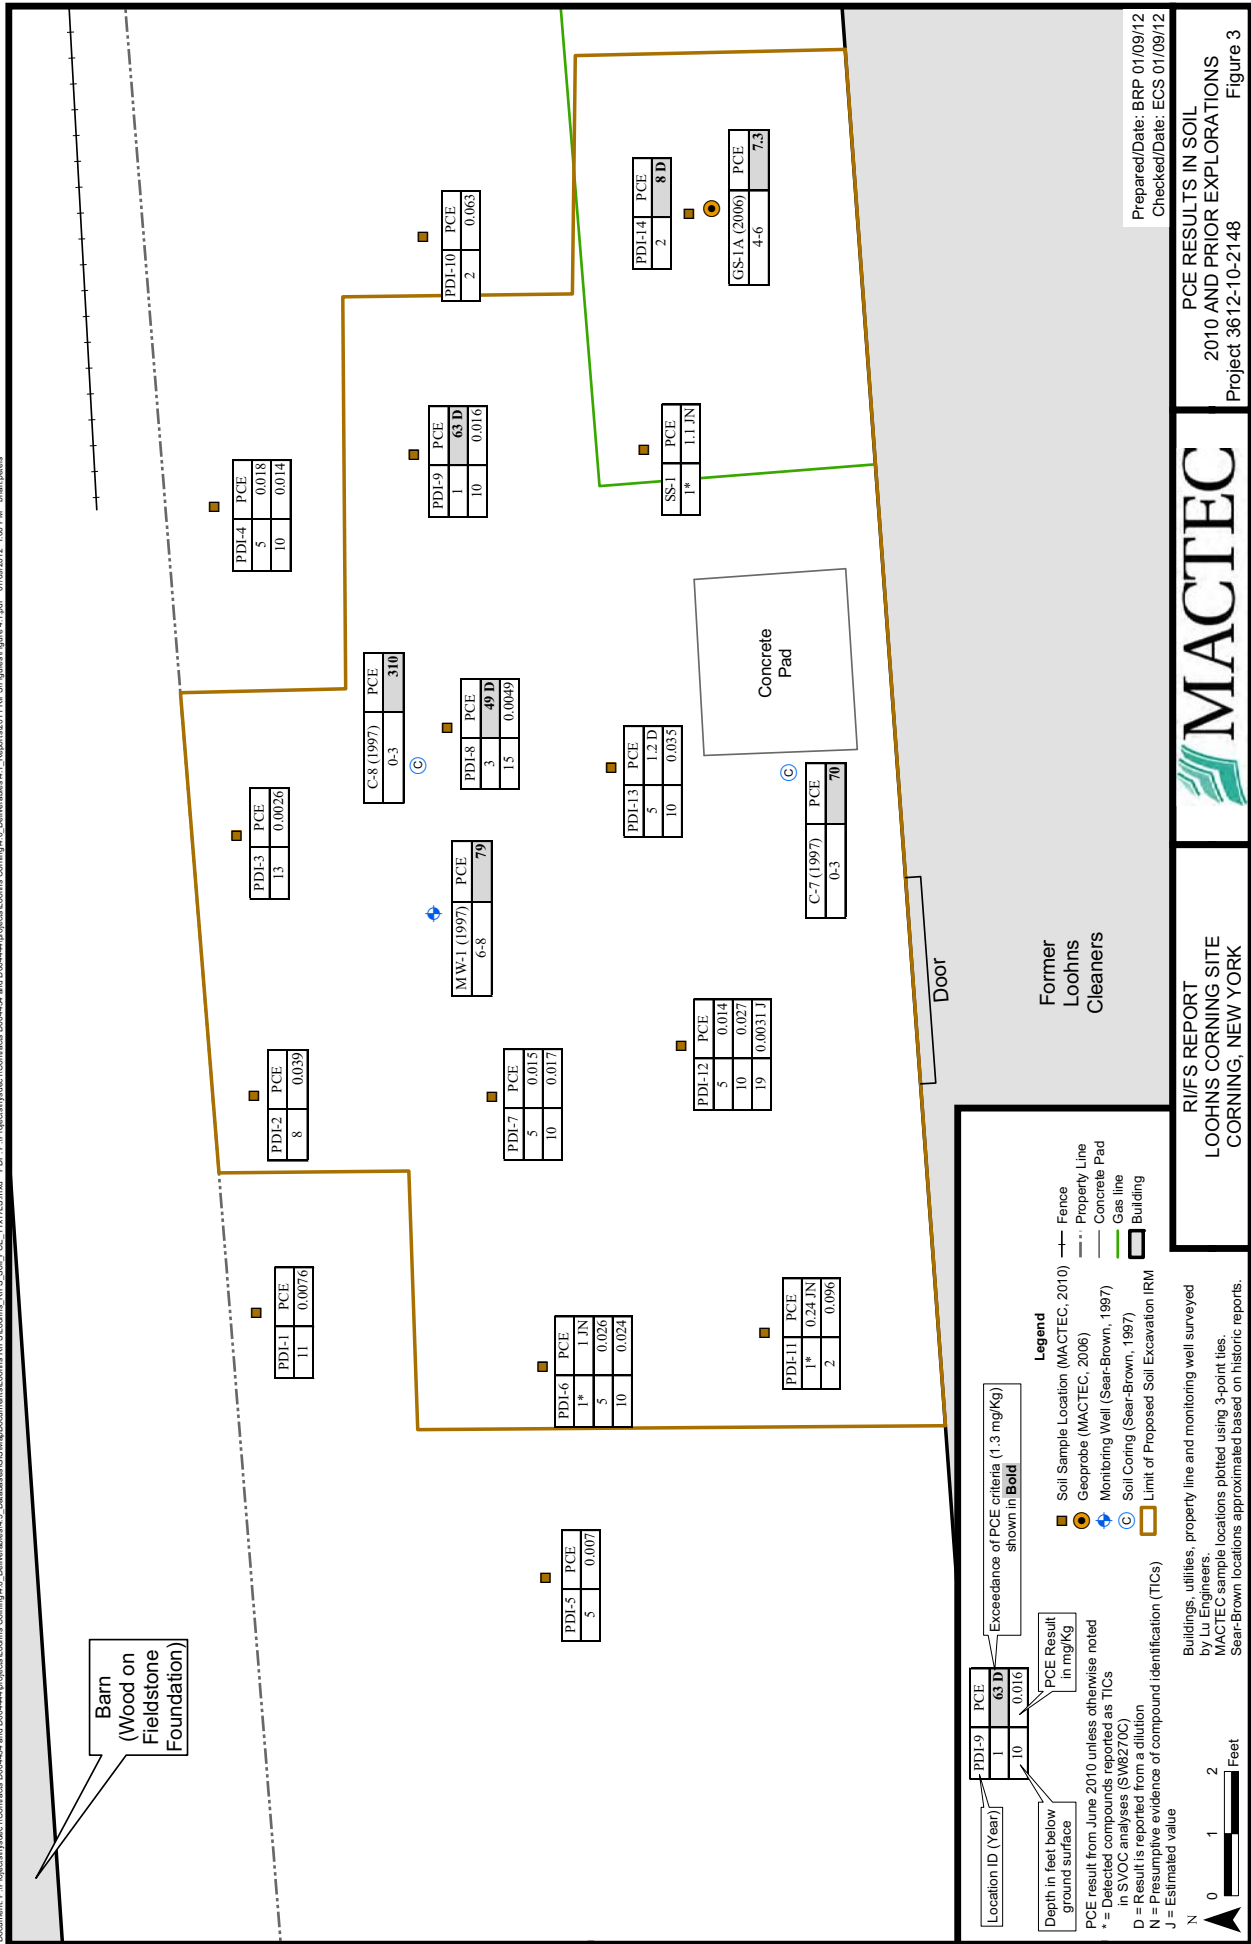 Barn
(Wood on
Fieldstone
Foundation)
PDI-1 PCE
11 0.0076
PDI-2 PCE
8 0.039
PDI-3 PCE
13 0.0026
PDI-4 PCE
5 0.018
10 0.014
PDI-5 PCE
5 0.007
PDI-6 PCE
1* 1 JN
5 0.026
10 0.024
PDI-7 PCE
5 0.015
10 0.017
MW-1 (1997) PCE
6-8 79
C-8 (1997) PCE
0-3 310
C
PDI-8 PCE
3 49 D
15 0.0049
PDI-9 PCE
1 63 D
10 0.016
PDI-10 PCE
2 0.063
PDI-11 PCE
1* 0.24 JN
2 0.096
PDI-12 PCE
5 0.014
10 0.027
19 0.0031 J
PDI-13 PCE
5 1.2 D
10 0.035
C
C-7 (1997) PCE
0-3 70
SS-1 PCE
1* 1.1 JN
PDI-14 PCE
2 8 D
GS-1A (2006) PCE
4-6 7.3
Concrete
Pad
Door
Former
Loohns
Cleaners
Location ID (Year)
PDI-9 PCE
1 63 D
10 0.016
Exceedance of PCE criteria (1.3 mg/Kg)
shown in Bold
Depth in feet below
ground surface
PCE Result
in mg/Kg
PCE result from June 2010 unless otherwise noted
* = Detected compounds reported as TICs
in SVOC analyses (SW8270C)
D = Result is reported from a dilution
N = Presumptive evidence of compound identification (TICs)
J = Estimated value
Legend
Soil Sample Location (MACTEC, 2010)
Geoprobe (MACTEC, 2006)
Monitoring Well (Sear-Brown, 1997)
C Soil Coring (Sear-Brown, 1997)
Limit of Proposed Soil Excavation IRM
Fence
Property Line
Concrete Pad
Gas line
Building
N
0 1 2
Feet
Buildings, utilities, property line and monitoring well surveyed
by Lu Engineers.
MACTEC sample locations plotted using 3-point ties.
Sear-Brown locations approximated based on historic reports.
Prepared/Date: BRP 01/09/12
Checked/Date: ECS 01/09/12
RI/FS REPORT
LOOHNS CORNING SITE
CORNING, NEW YORK
MACTEC
PCE RESULTS IN SOIL
2010 AND PRIOR EXPLORATIONS
Project 3612-10-2148 Figure 3